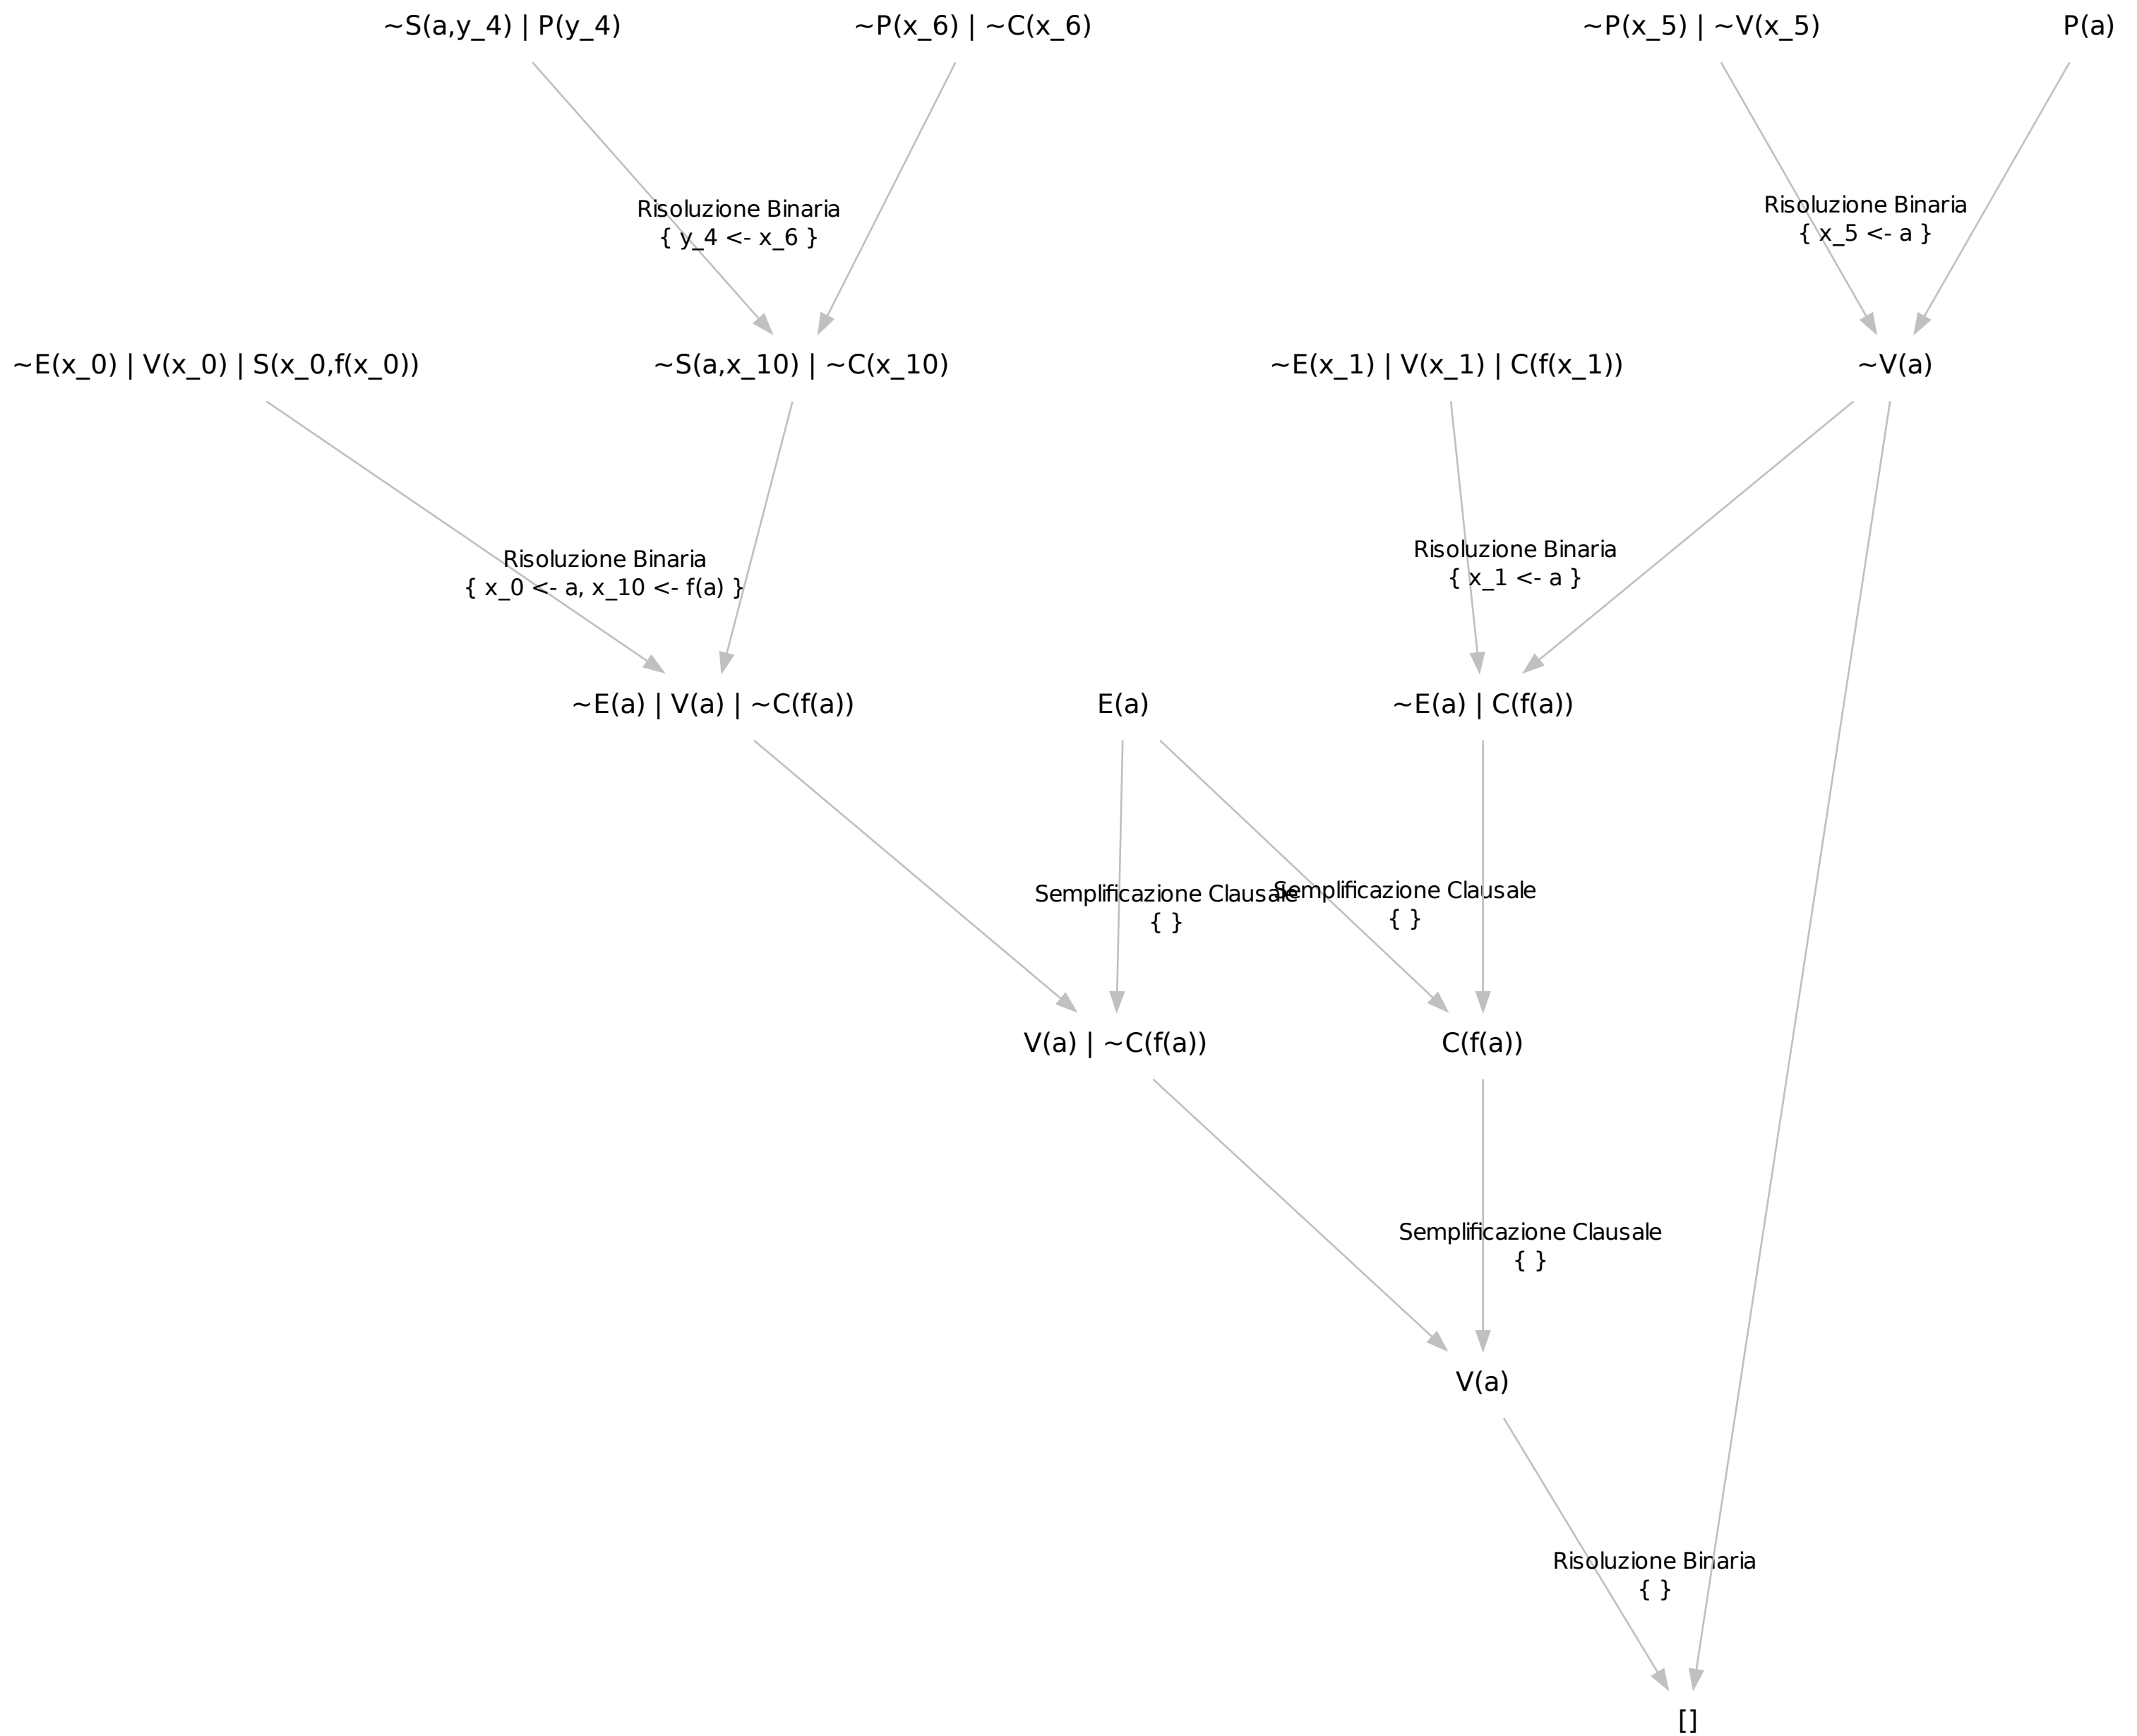 ~S(a,y_4) | P(y_4)
~P(x_6) | ~C(x_6)
~P(x_5) | ~V(x_5)
P(a)
Risoluzione Binaria
{ y_4 <- x_6 }
Risoluzione Binaria
{ x_5 <- a }
~E(x_0) | V(x_0) | S(x_0,f(x_0))
~S(a,x_10) | ~C(x_10)
~E(x_1) | V(x_1) | C(f(x_1))
~V(a)
Risoluzione Binaria
{ x_0 <- a, x_10 <- f(a) }
Risoluzione Binaria
{ x_1 <- a }
~E(a) | V(a) | ~C(f(a))
E(a)
~E(a) | C(f(a))
Semplificazione Clausale
{ }
Semplificazione Clausale
{ }
V(a) | ~C(f(a))
C(f(a))
Semplificazione Clausale
{ }
V(a)
Risoluzione Binaria
{ }
[]